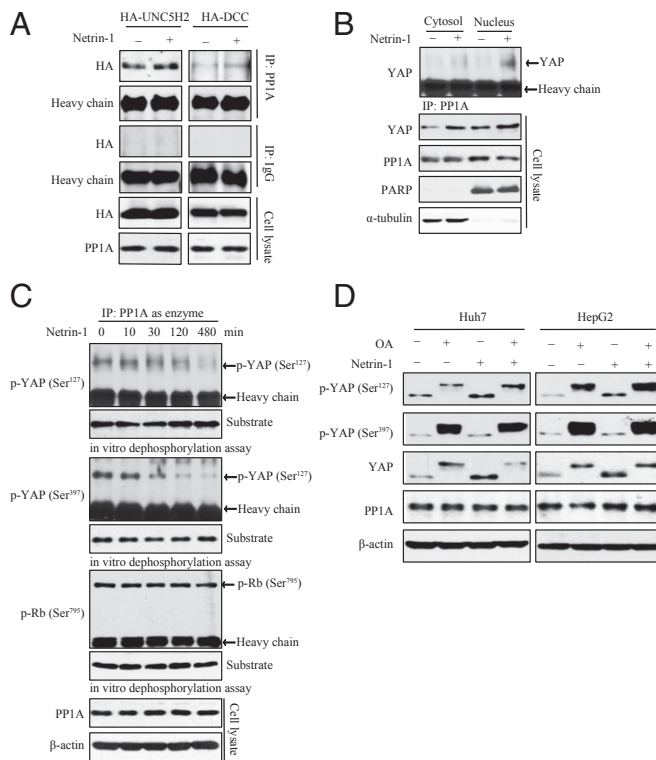 A
HA-UNC5H2 HA-DCC
Netrin-1 – + – +
HA
Heavy chain
IP: PP1A
HA
Heavy chain
IP: IgG
HA
PP1A
Cell lysate
B
Cytosol Nucleus
Netrin-1 – + – +
YAP
YAP
Heavy chain
IP: PP1A
YAP
PP1A
PARP
α-tubulin
Cell lysate
C
IP: PP1A as enzyme
Netrin-1 0 10 30 120 480 min
p-YAP (Ser¹²⁷)
p-YAP (Ser¹²⁷)
Heavy chain
Substrate
in vitro dephosphorylation assay
p-YAP (Ser¹²⁷)
p-YAP (Ser³⁹⁷)
Heavy chain
Substrate
in vitro dephosphorylation assay
p-Rb (Ser⁷⁹⁵)
p-Rb (Ser⁷⁹⁵)
Heavy chain
Substrate
in vitro dephosphorylation assay
PP1A
β-actin
Cell lysate
D
Huh7 HepG2
OA – + – + – + – +
Netrin-1 – – + + – – + +
p-YAP (Ser¹²⁷)
p-YAP (Ser³⁹⁷)
YAP
PP1A
β-actin